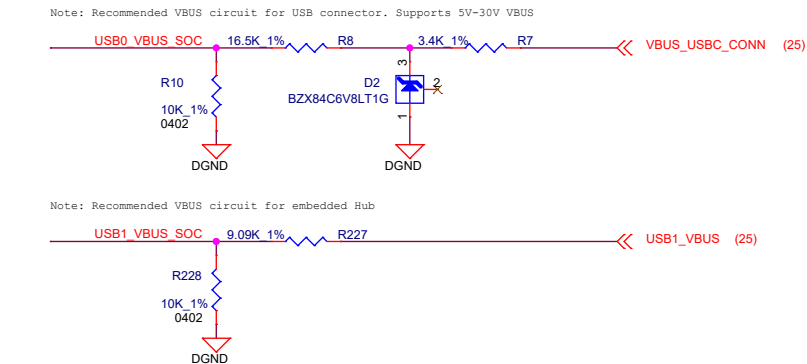 Note: Recommended VBUS circuit for USB connector. Supports 5V-30V VBUS
USB0_VBUS_SOC 16.5K_1% R8 3.4K_1% R7 VBUS_USBC_CONN (25)
R10 D2 3 2
BZX84C6V8LT1G
10K_1%
0402 1
DGND DGND
Note: Recommended VBUS circuit for embedded Hub
USB1_VBUS_SOC 9.09K_1% R227 USB1_VBUS (25)
R228
10K_1%
0402
DGND